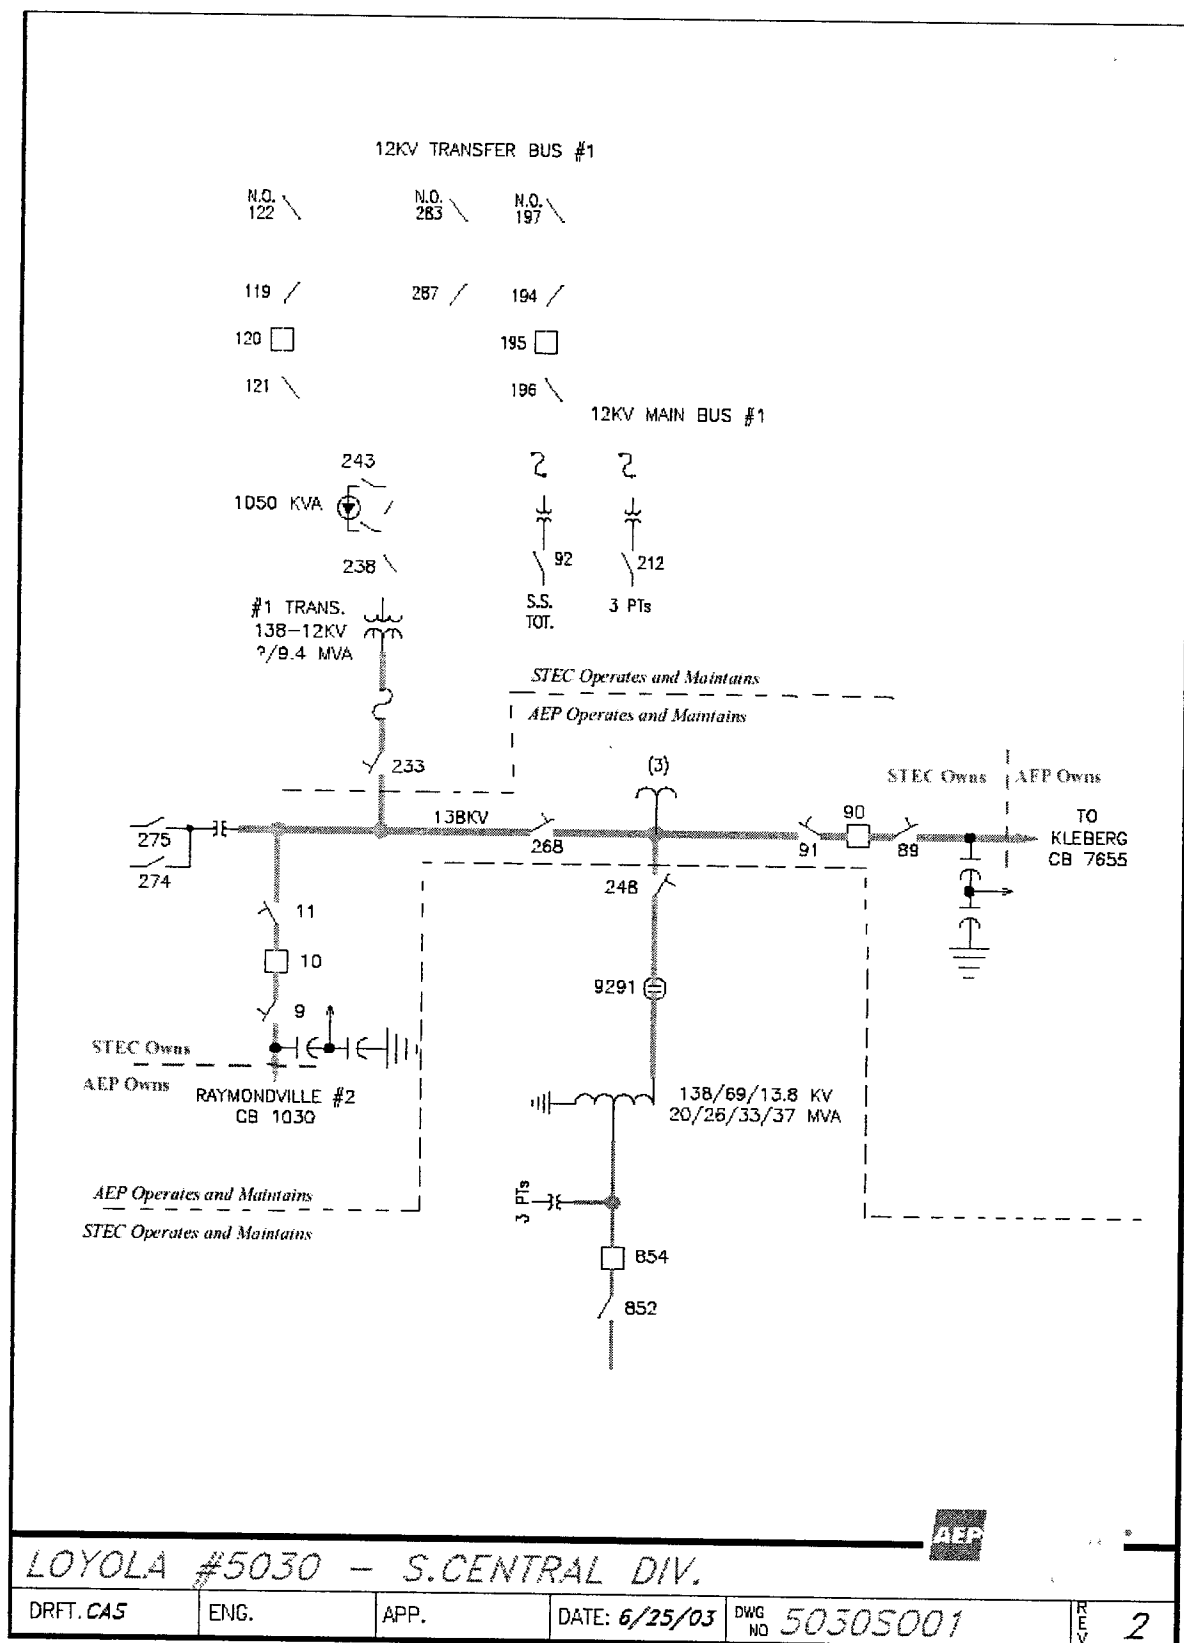 12KV TRANSFER BUS #1
N.O.
122
N.O.
283
N.O.
197
119
287
194
120
195
121
196
12KV MAIN BUS #1
243
1050 KVA
238
92
212
S.S.
TOT.
3 PTs
#1 TRANS.
138-12KV
?/9.4 MVA
STEC Operates and Maintains
AEP Operates and Maintains
233
(3)
STEC Owns
AEP Owns
138KV
90
TO
KLEBERG
CB 7655
275
268
91
89
274
248
11
10
9291
9
STEC Owns
AEP Owns
RAYMONDVILLE #2
CB 1030
138/69/13.8 KV
20/26/33/37 MVA
AEP Operates and Maintains
STEC Operates and Maintains
3 PTs
854
852
AEP
LOYOLA #5030 - S.CENTRAL DIV.
DRFT. CAS
ENG.
APP.
DATE: 6/25/03
DWG NO 5030S001
REV 2